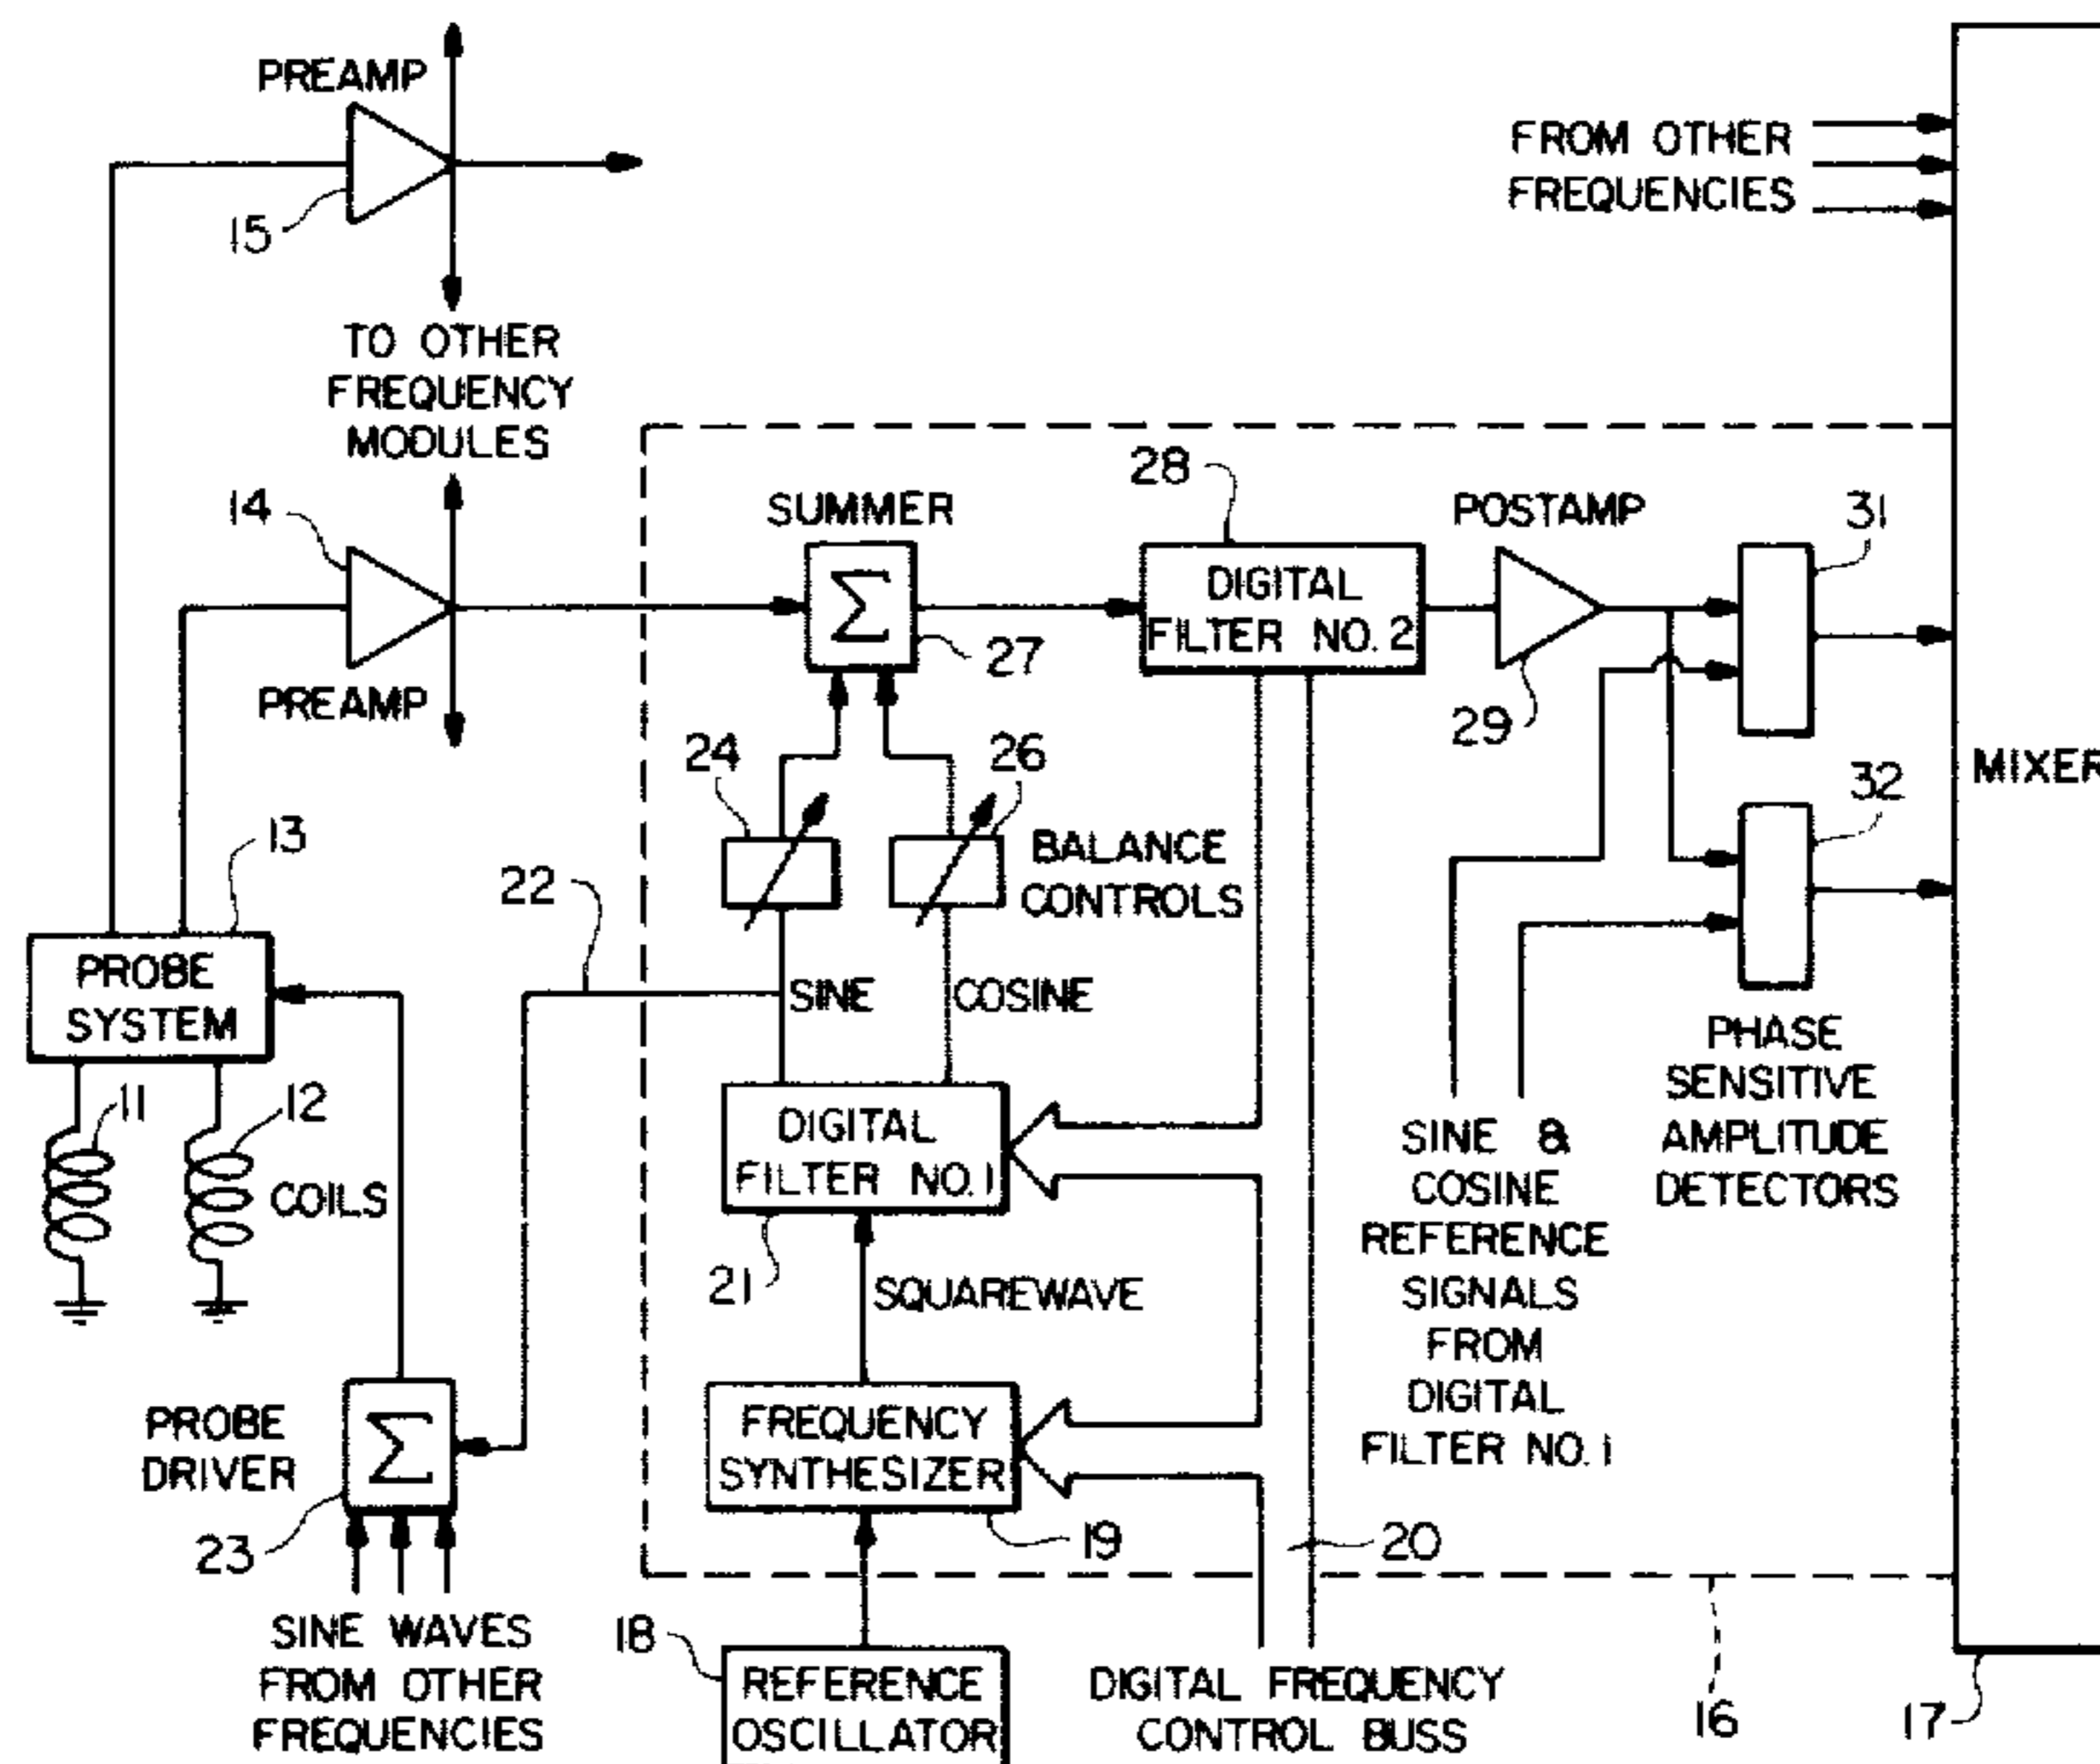 PREAMP
15
TO OTHER
FREQUENCY
MODULES
FROM OTHER
FREQUENCIES
14
PREAMP
SUMMER
Σ
27
28
DIGITAL
FILTER NO. 2
POSTAMP
29
31
32
MIXER
24
26
BALANCE
CONTROLS
22
13
PROBE
SYSTEM
SINE
COSINE
PHASE
SENSITIVE
AMPLITUDE
DETECTORS
11
12
COILS
DIGITAL
FILTER NO. 1
21
SINE &
COSINE
REFERENCE
SIGNALS
FROM
DIGITAL
FILTER NO. 1
SQUAREWAVE
PROBE
DRIVER
Σ
23
FREQUENCY
SYNTHESIZER
19
20
SINE WAVES
FROM OTHER
FREQUENCIES
18
REFERENCE
OSCILLATOR
DIGITAL FREQUENCY
CONTROL BUSS
16
17